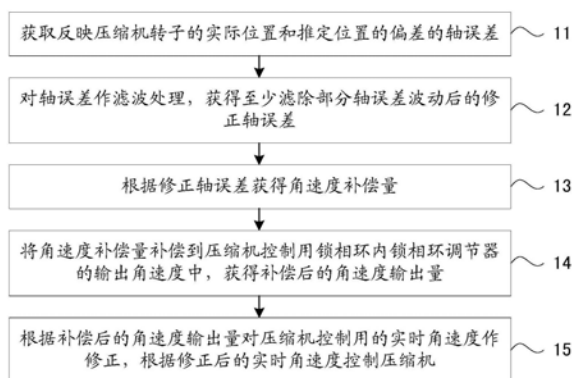 获取反映压缩机转子的实际位置和推定位置的偏差的轴误差
11
对轴误差作滤波处理，获得至少滤除部分轴误差波动后的修
正轴误差
12
根据修正轴误差获得角速度补偿量
13
将角速度补偿量补偿到压缩机控制用锁相环内锁相环调节器
的输出角速度中，获得补偿后的角速度输出量
14
根据补偿后的角速度输出量对压缩机控制用的实时角速度作
修正，根据修正后的实时角速度控制压缩机
15